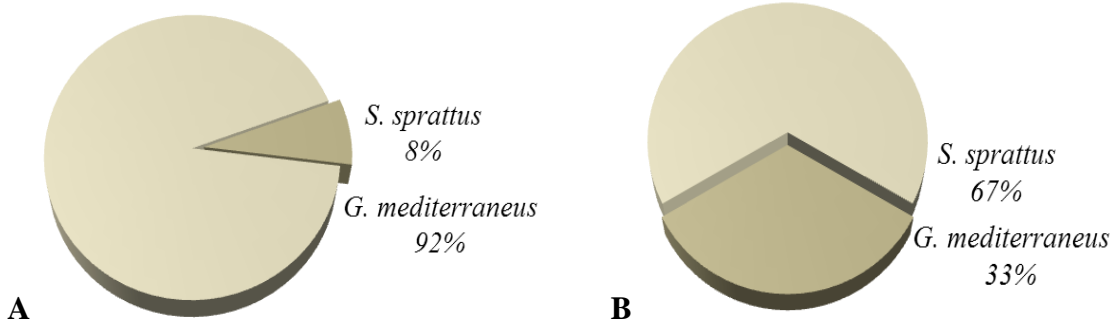 S. sprattus
8%
G. mediterraneus
92%
A
S. sprattus
67%
G. mediterraneus
33%
B